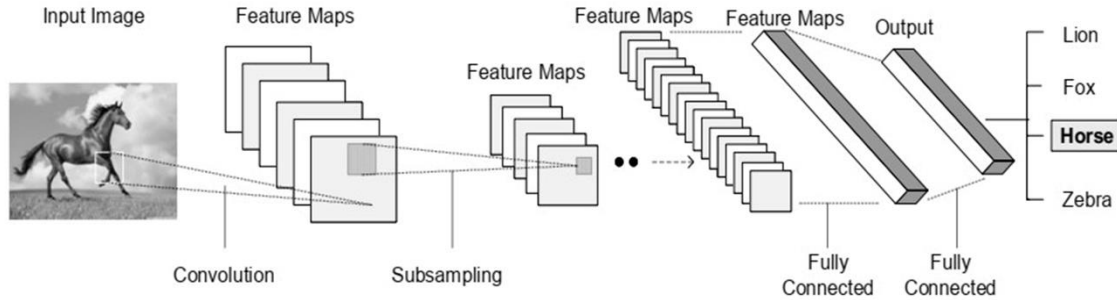 Input Image
Feature Maps
Feature Maps
Feature Maps
Feature Maps
Output
Lion
Fox
Horse
Zebra
Convolution
Subsampling
Fully
Connected
Fully
Connected